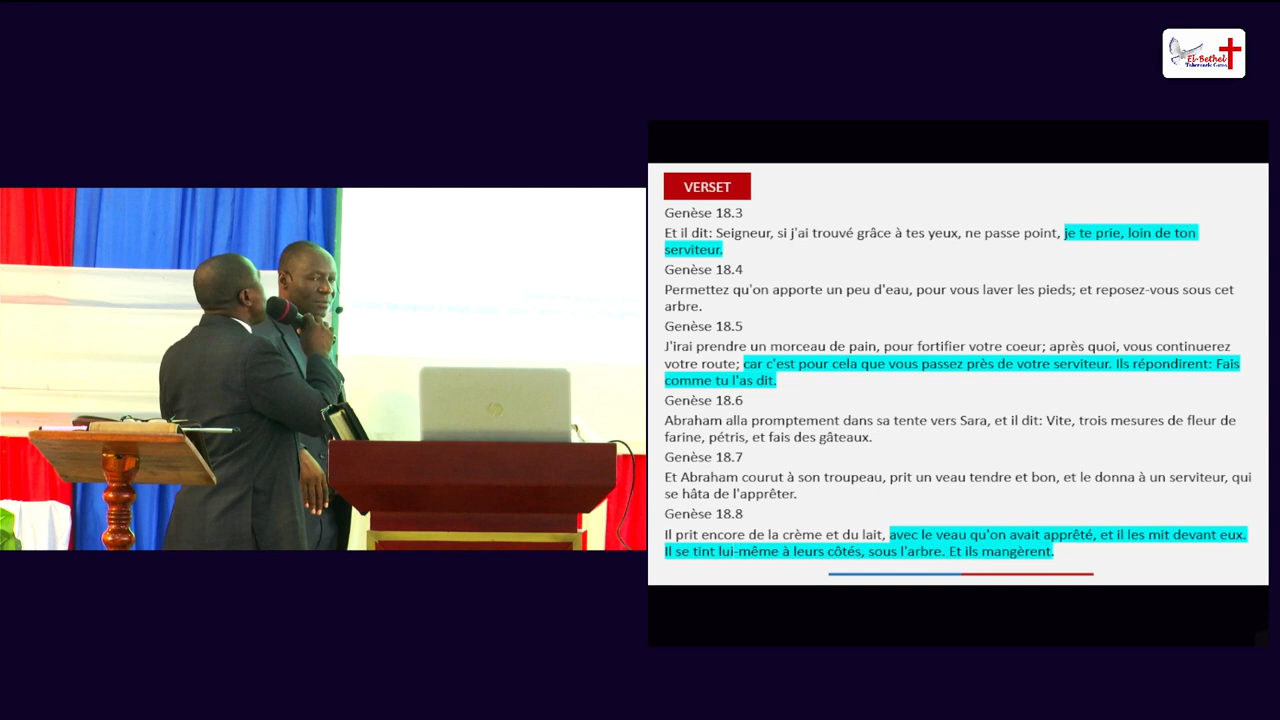 El-Bethel
Tabernacle
VERSET
Genèse 18.3
Et il dit: Seigneur, si j'ai trouvé grâce à tes yeux, ne passe point, je te prie, loin de ton
serviteur.
Genèse 18.4
Permettez qu'on apporte un peu d'eau, pour vous laver les pieds; et reposez-vous sous cet
arbre.
Genèse 18.5
J'irai prendre un morceau de pain, pour fortifier votre coeur; après quoi, vous continuerez
votre route; car c'est pour cela que vous passez près de votre serviteur. Ils répondirent: Fais
comme tu l'as dit.
Genèse 18.6
Abraham alla promptement dans sa tente vers Sara, et il dit: Vite, trois mesures de fleur de
farine, pétris, et fais des gâteaux.
Genèse 18.7
Et Abraham courut à son troupeau, prit un veau tendre et bon, et le donna à un serviteur, qui
se hâta de l'apprêter.
Genèse 18.8
Il prit encore de la crème et du lait, avec le veau qu'on avait apprêté, et il les mit devant eux.
Il se tint lui-même à leurs côtés, sous l'arbre. Et ils mangèrent.